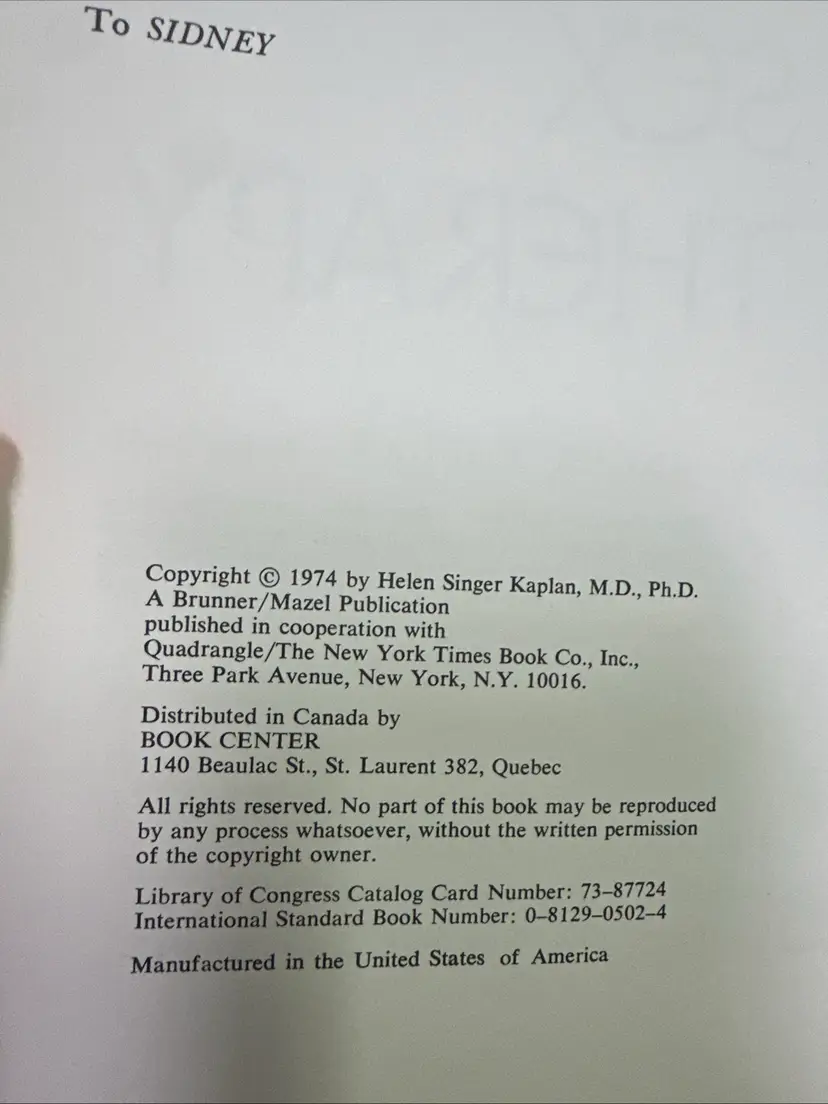 To SIDNEY
Copyright © 1974 by Helen Singer Kaplan, M.D., Ph.D.
A Brunner/Mazel Publication
published in cooperation with
Quadrangle/The New York Times Book Co., Inc.,
Three Park Avenue, New York, N.Y. 10016.
Distributed in Canada by
BOOK CENTER
1140 Beaulac St., St. Laurent 382, Quebec
All rights reserved. No part of this book may be reproduced
by any process whatsoever, without the written permission
of the copyright owner.
Library of Congress Catalog Card Number: 73–87724
International Standard Book Number: 0–8129–0502–4
Manufactured in the United States of America